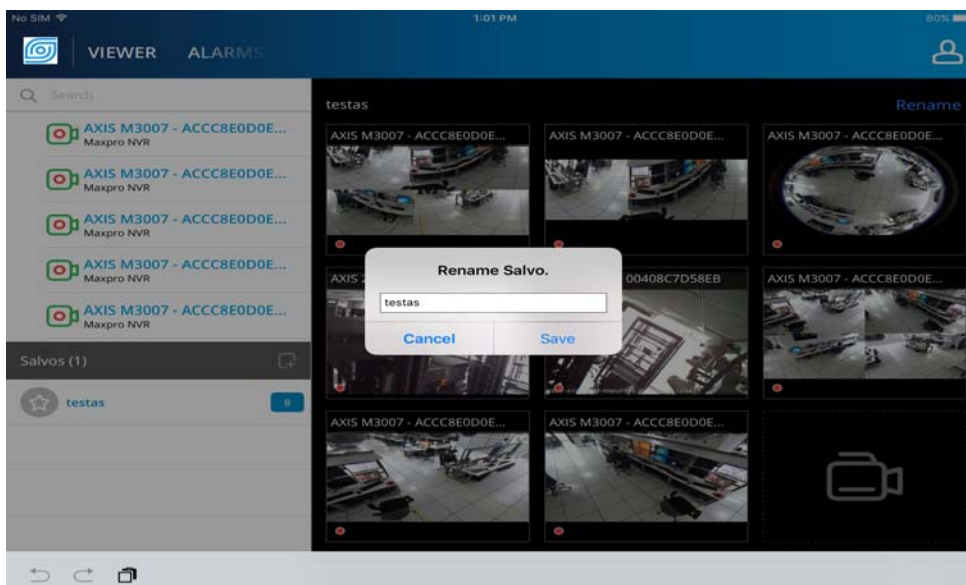 No SIM
1:01 PM
80%
VIEWER
ALARMS
Search
AXIS M3007 - ACCC8E0D0E...
Maxpro NVR
AXIS M3007 - ACCC8E0D0E...
Maxpro NVR
AXIS M3007 - ACCC8E0D0E...
Maxpro NVR
AXIS M3007 - ACCC8E0D0E...
Maxpro NVR
AXIS M3007 - ACCC8E0D0E...
Maxpro NVR
Salvos (1)
testas
8
testas
Rename
AXIS M3007 - ACCC8E0D0E...
AXIS M3007 - ACCC8E0D0E...
AXIS M3007 - ACCC8E0D0E...
AXIS
00408C7D58EB
AXIS M3007 - ACCC8E0D0E...
Rename Salvo.
testas
Cancel
Save
AXIS M3007 - ACCC8E0D0E...
AXIS M3007 - ACCC8E0D0E...